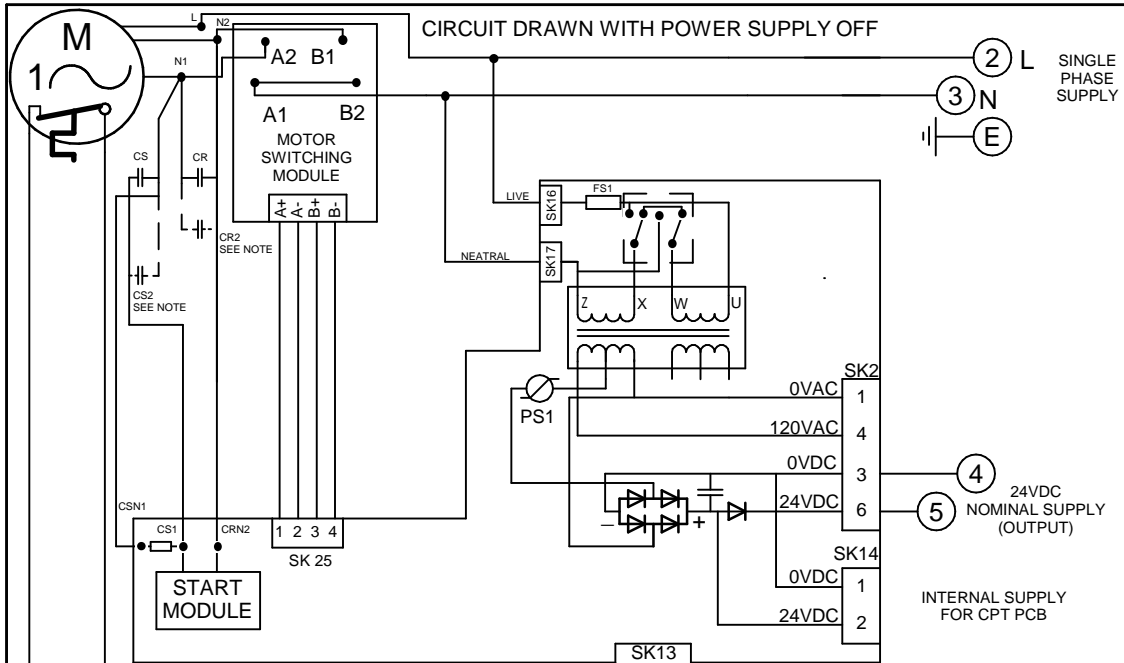 CIRCUIT DRAWN WITH POWER SUPPLY OFF
M
1
L
N2
N1
A2 B1
A1 B2
MOTOR
SWITCHING
MODULE
A+ A- B+ B-
2 L
3 N
E
SINGLE
PHASE
SUPPLY
CS
CR
CR2
SEE NOTE
CS2
SEE NOTE
LIVE
SK16
FS1
NEATRAL
SK17
Z X W U
PS1
SK2
0VAC 1
120VAC 4
0VDC 3
24VDC 6
4
5
24VDC
NOMINAL SUPPLY
(OUTPUT)
– +
CSN1
CS1
CRN2
START
MODULE
1 2 3 4
SK 25
SK14
0VDC 1
24VDC 2
INTERNAL SUPPLY
FOR CPT PCB
SK13